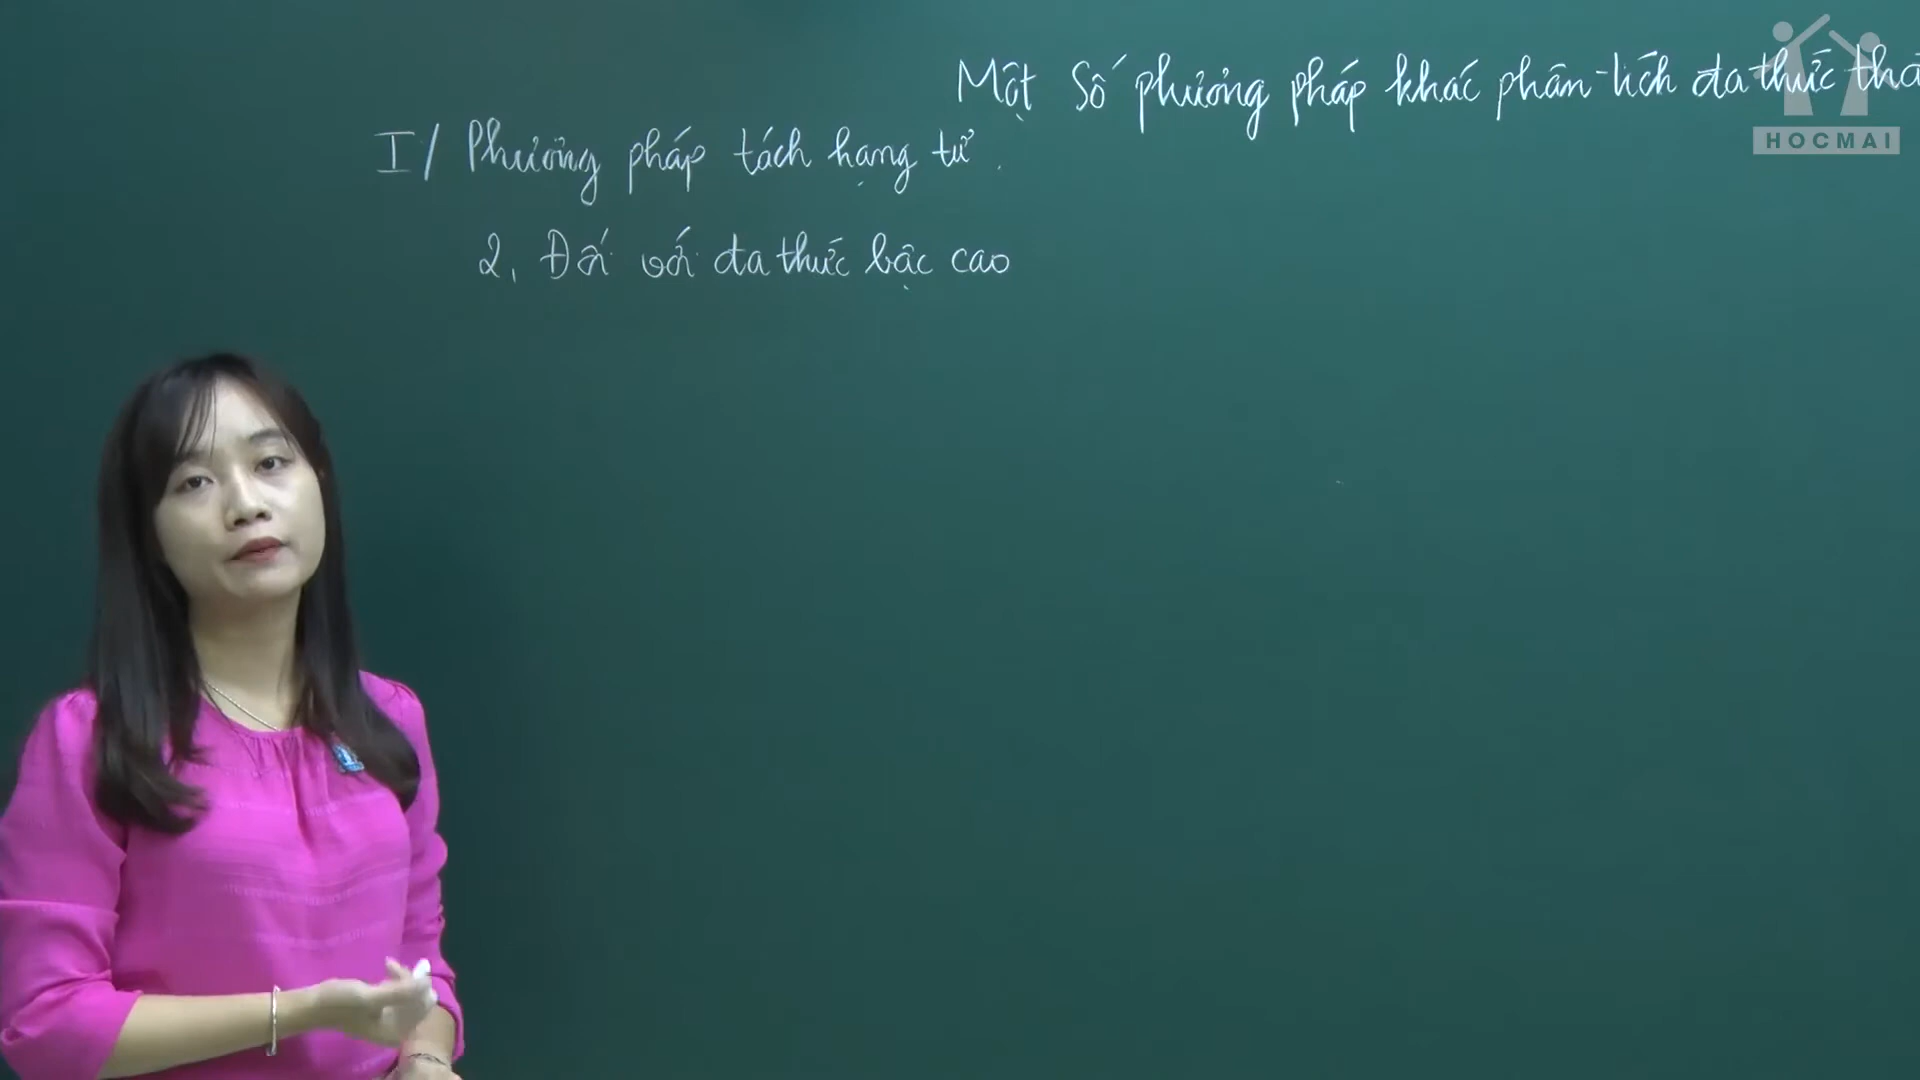 Một số phương pháp khác phân tích đa thức
HOCMAI
I/ Phương pháp tách hạng tử.
2, Đối với đa thức bậc cao